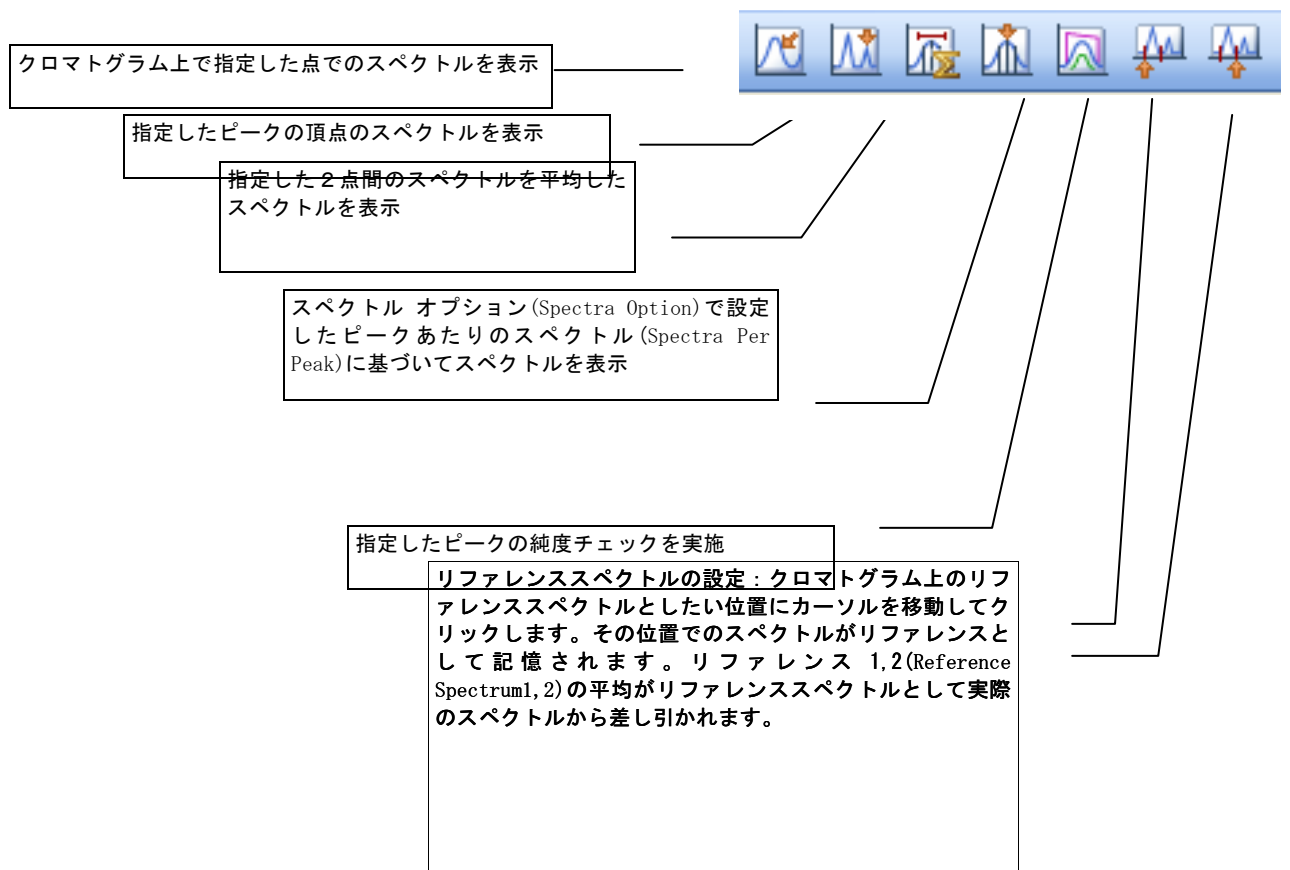 クロマトグラム上で指定した点でのスペクトルを表示
指定したピークの頂点のスペクトルを表示
指定した２点間のスペクトルを平均した
スペクトルを表示
スペクトル オプション(Spectra Option)で設定
したピークあたりのスペクトル(Spectra Per
Peak)に基づいてスペクトルを表示
指定したピークの純度チェックを実施
リファレンススペクトルの設定：クロマトグラム上のリフ
ァレンススペクトルとしたい位置にカーソルを移動してク
リックします。その位置でのスペクトルがリファレンスと
して記憶されます。リファレンス 1,2(Reference
Spectrum1,2)の平均がリファレンススペクトルとして実際
のスペクトルから差し引かれます。